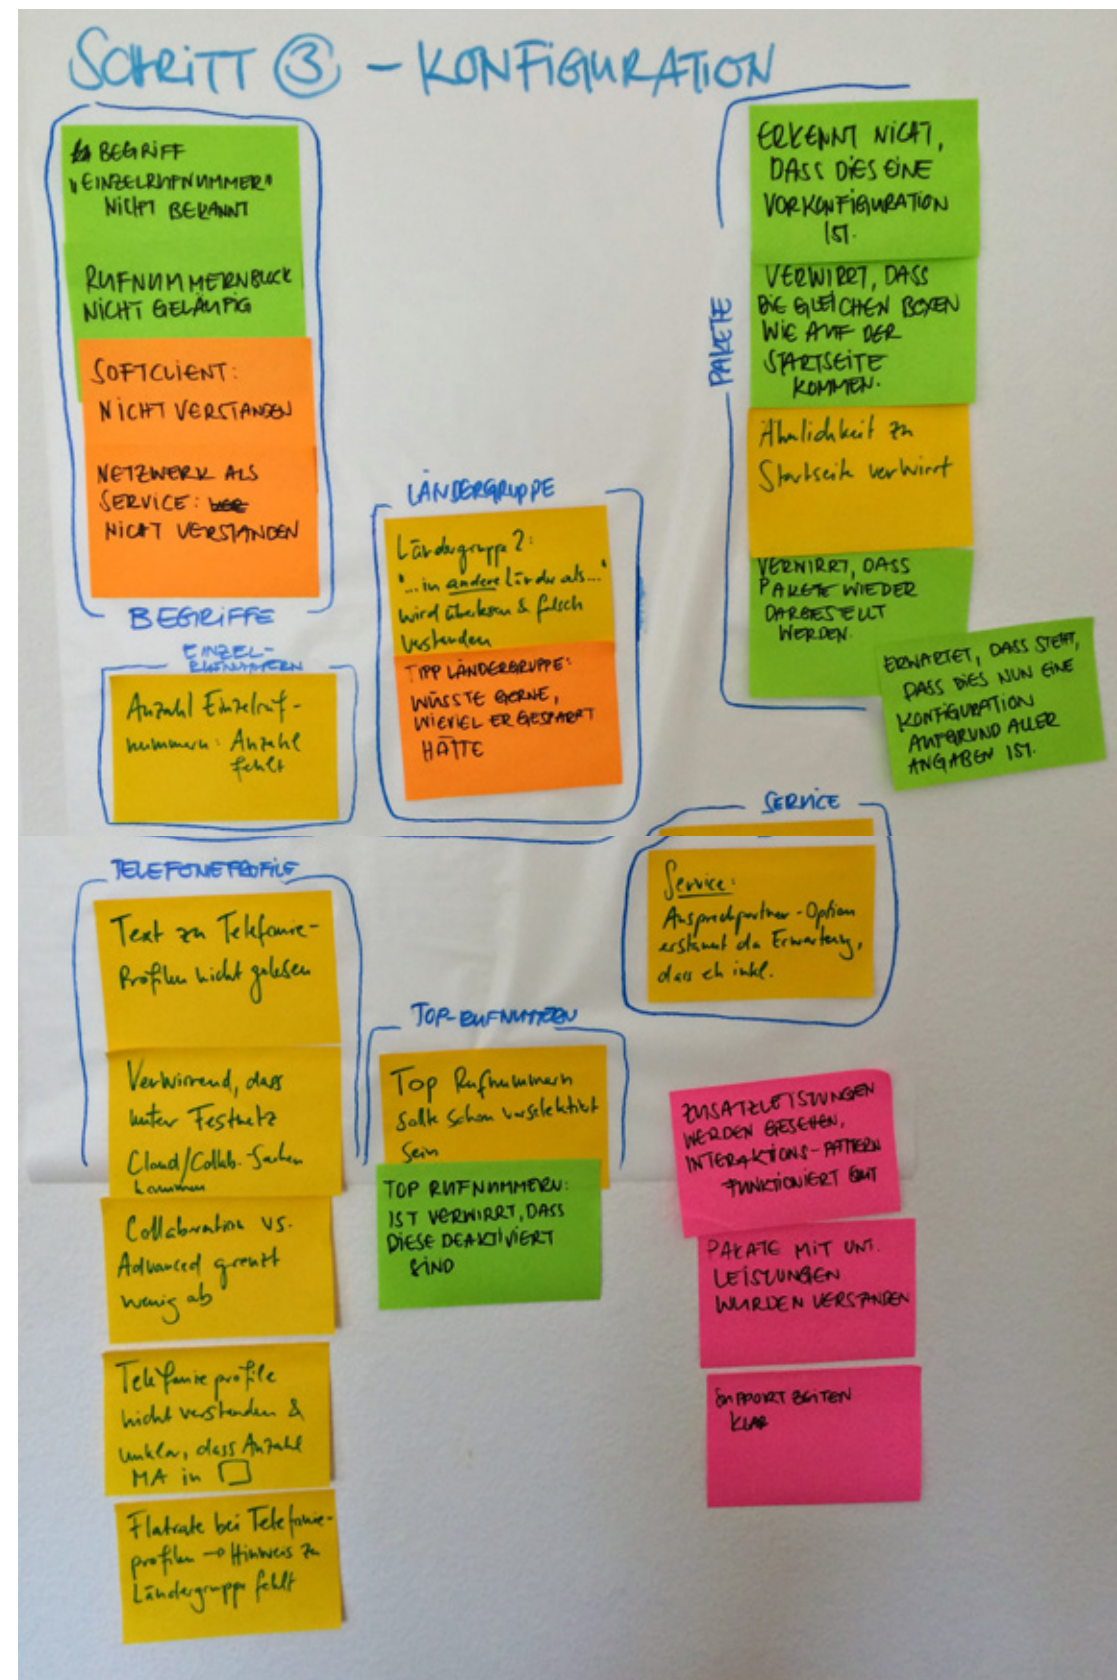 SCHRITT ③ - KONFIGURATION
BEGRIFF
"EINZELRUFNUMMER"
NICHT BEKANNT
RUFNUMMERNBLOCK
NICHT GELÄUFIG
SOFTCLIENT:
NICHT VERSTANDEN
NETZWERK ALS
SERVICE:
NICHT VERSTANDEN
BEGRIFFE
EINZEL-
RUFNUMMERN
Anzahl Einzelruf-
nummern: Anzahl
fehlt
LÄNDERGRUPPE
Ländergruppe 2:
"...in andere Länder als..."
wird überlesen & falsch
verstanden
TIPP LÄNDERGRUPPE:
WÜSSTE GERNE,
WIEVIEL ER GESPART
HÄTTE
PAKETE
ERKENNT NICHT,
DASS DIES EINE
VORKONFIGURATION
IST.
VERWIRRT, DASS
DIE GLEICHEN BOXEN
WIE AUF DER
STARTSEITE
KOMMEN.
Ähnlichkeit zu
Startseite verwirrt
VERWIRRT, DASS
PAKETE WIEDER
DARGESTELLT
WERDEN.
ERWARTET, DASS STEHT,
DASS DIES NUN EINE
KONFIGURATION
AUFGRUND ALLER
ANGABEN IST.
SERVICE
Service:
Ansprechpartner-Option
erstaunt da Erwartung,
dass eh inkl.
TELEFONIEPROFILE
Text zu Telefonie-
Profilen nicht gelesen
Verwirrend, dass
unter Festnetz
Cloud/Collab.-Sachen
kommen
Collaboration vs.
Advanced grenzt
wenig ab
Telefonieprofile
nicht verstanden &
unklar, dass Anzahl
MA in
Flatrate bei Telefonie-
profilen → Hinweis zu
Ländergruppe fehlt
TOP-RUFNUMMERN
Top Rufnummern
sollte schon vorselektiert
sein
TOP RUFNUMMERN:
IST VERWIRRT, DASS
DIESE DEAKTIVIERT
SIND
ZUSATZLEISTUNGEN
WERDEN GESEHEN,
INTERAKTIONS-PATTERN
FUNKTIONIERT GUT
PAKATE MIT UNT.
LEISTUNGEN
WURDEN VERSTANDEN
SUPPORT ZEITEN
KLAR